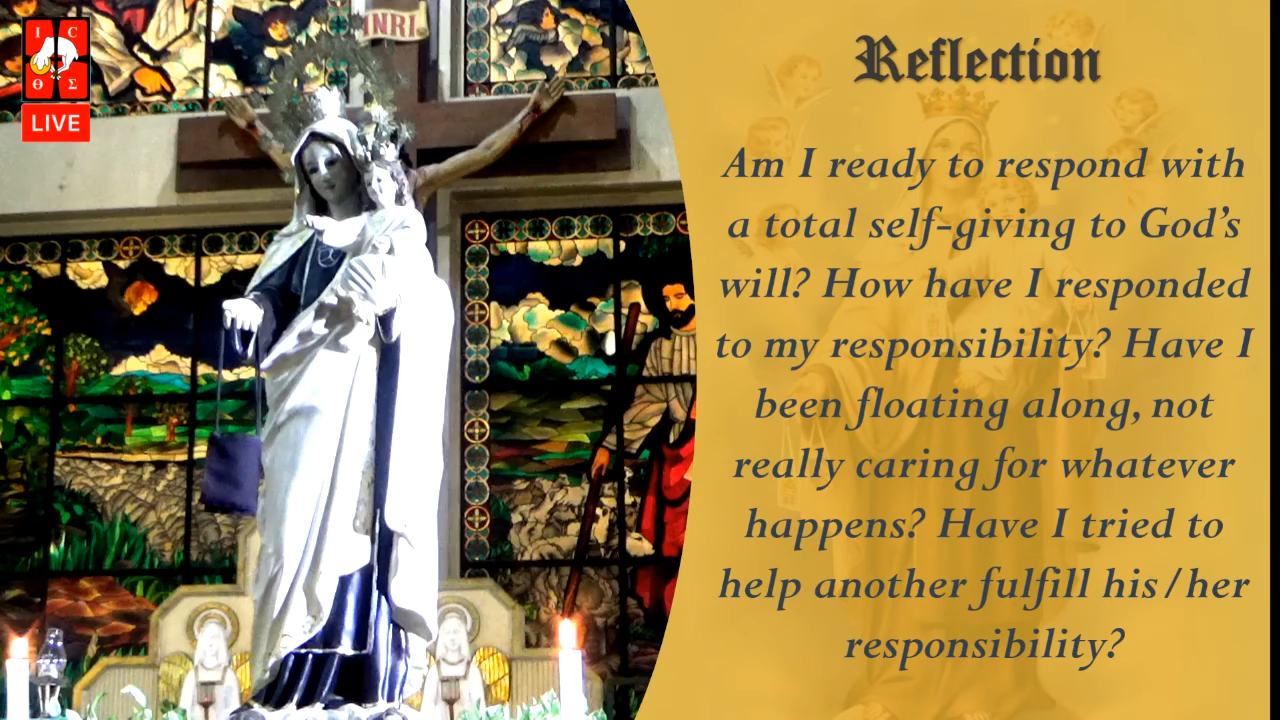 I C
Θ Σ
LIVE
INRI
Reflection
Am I ready to respond with
a total self-giving to God’s
will? How have I responded
to my responsibility? Have I
been floating along, not
really caring for whatever
happens? Have I tried to
help another fulfill his/her
responsibility?